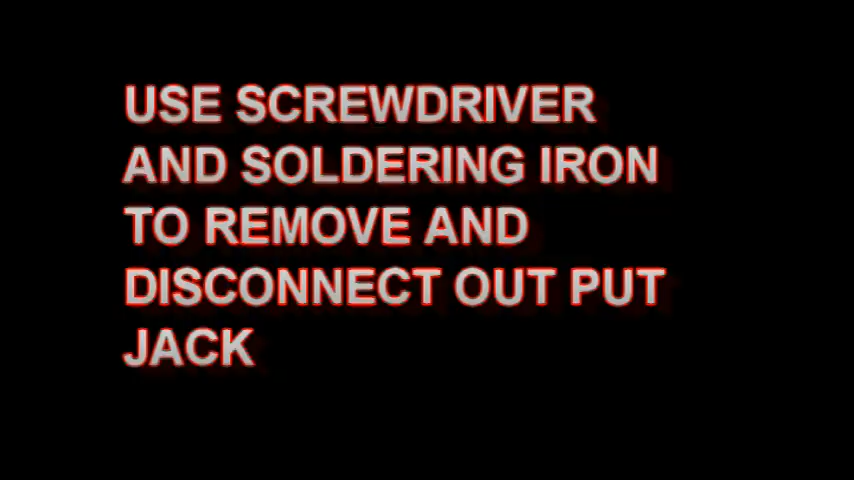 USE SCREWDRIVER
AND SOLDERING IRON
TO REMOVE AND
DISCONNECT OUT PUT
JACK